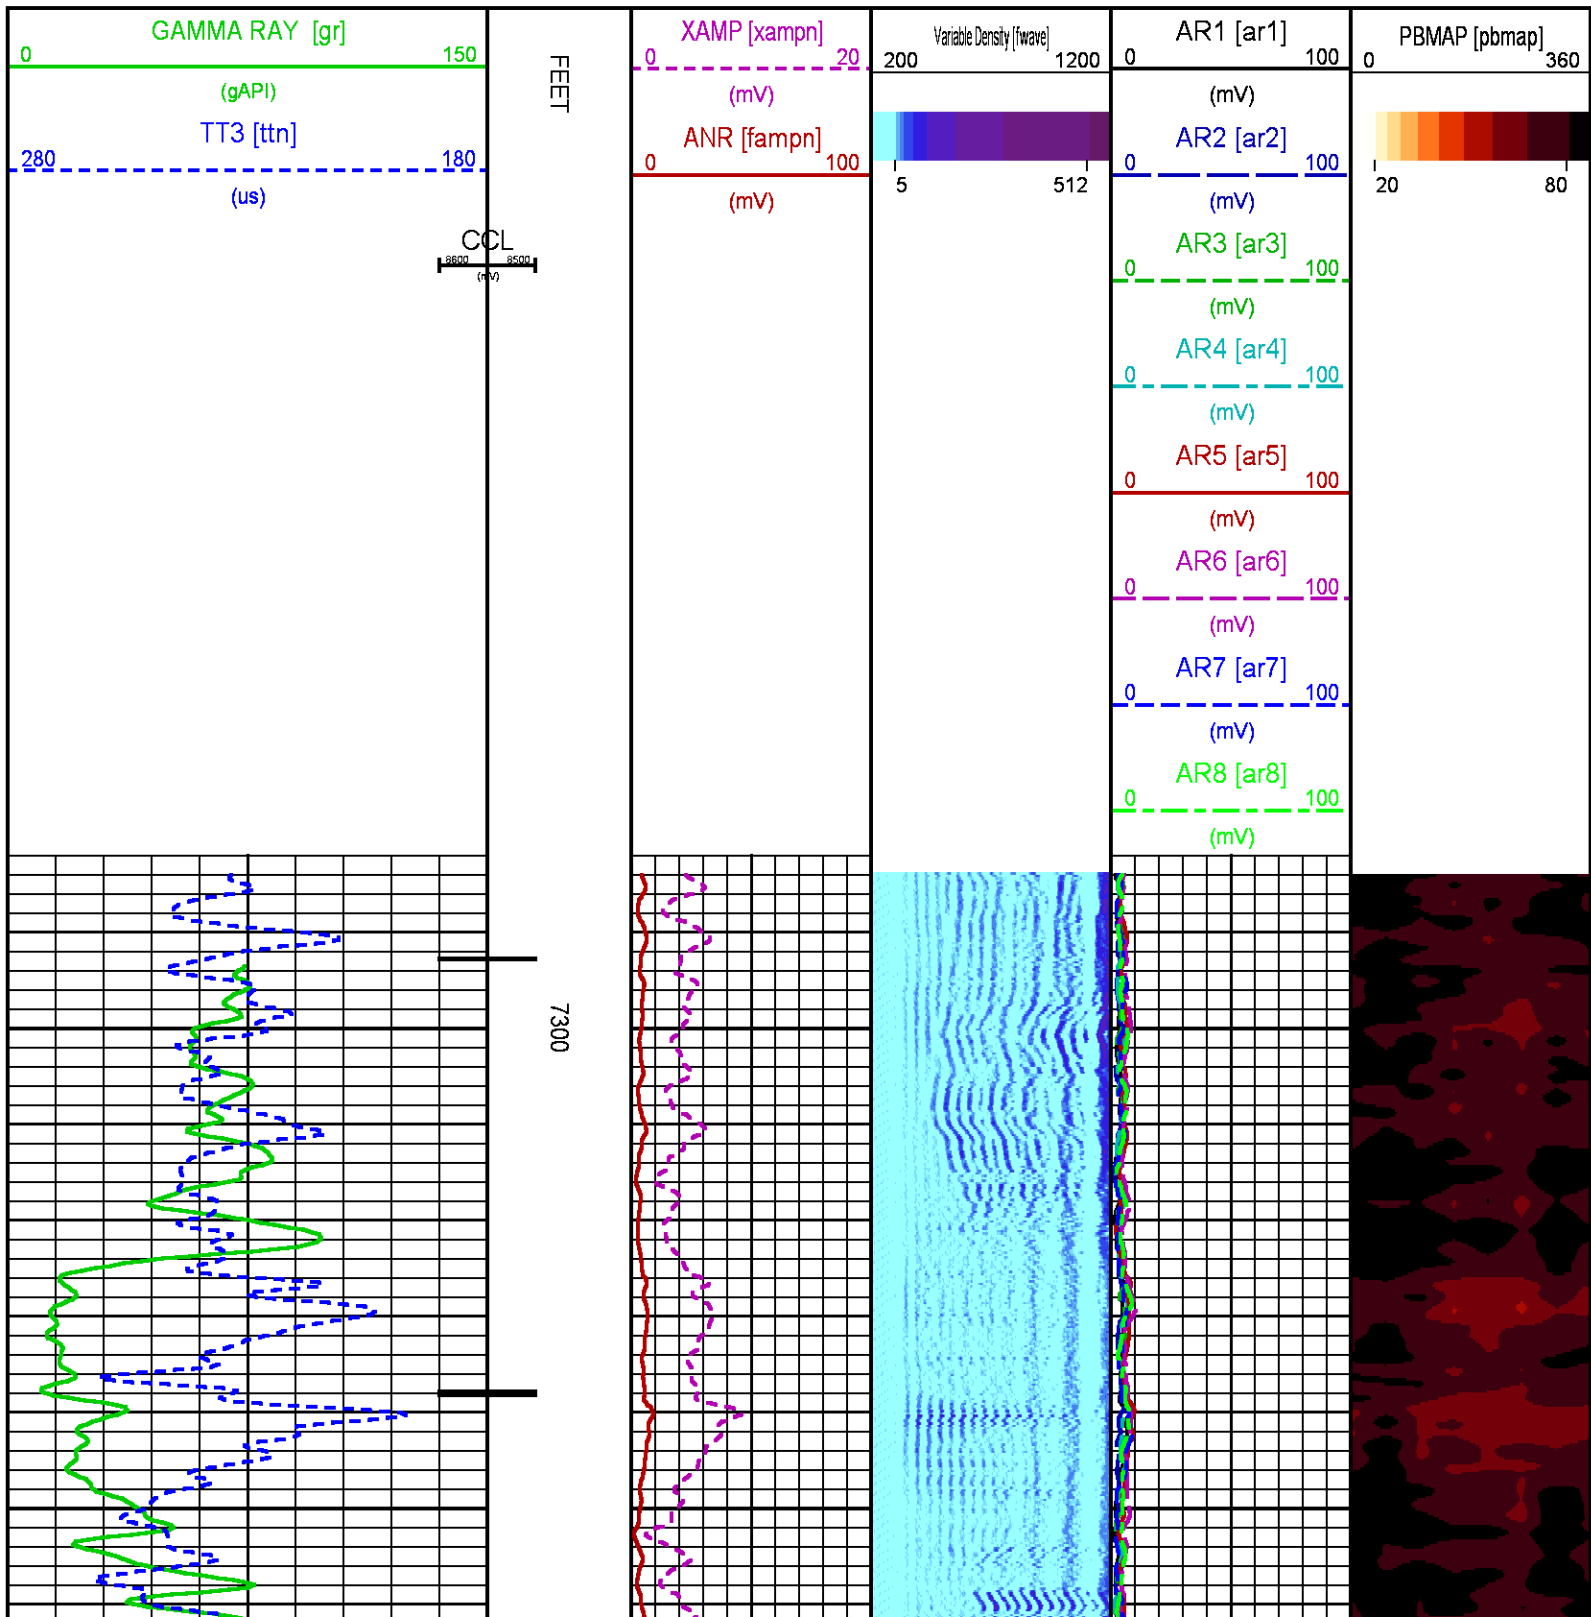 GAMMA RAY [gr]
0 150
(gAPI)
TT3 [ttn]
280 180
(us)
CCL
8600 8500
(mV)
FEET
7300
XAMP [xampn]
0 20
(mV)
ANR [fampn]
0 100
(mV)
Variable Density [fwave]
200 1200
5 512
AR1 [ar1]
0 100
(mV)
AR2 [ar2]
0 100
(mV)
AR3 [ar3]
0 100
(mV)
AR4 [ar4]
0 100
(mV)
AR5 [ar5]
0 100
(mV)
AR6 [ar6]
0 100
(mV)
AR7 [ar7]
0 100
(mV)
AR8 [ar8]
0 100
(mV)
PBMAP [pbmap]
0 360
20 80